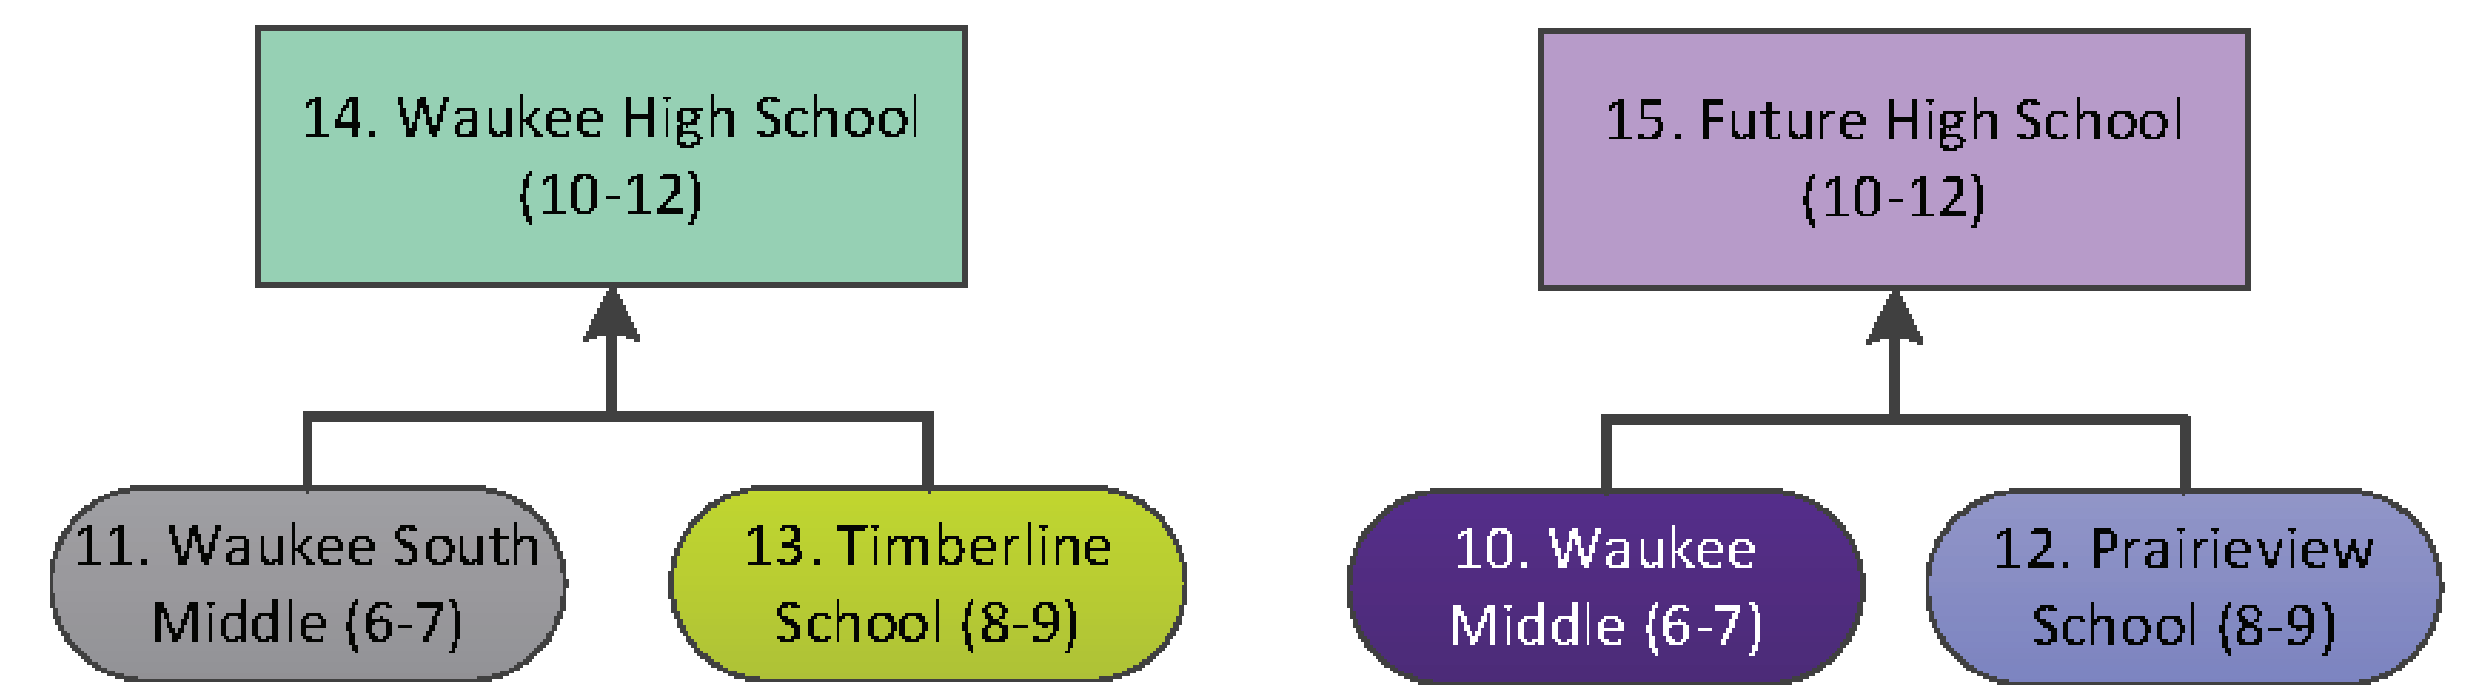 14. Waukee High School
(10-12)
15. Future High School
(10-12)
11. Waukee South
Middle (6-7)
13. Timberline
School (8-9)
10. Waukee
Middle (6-7)
12. Prairieview
School (8-9)